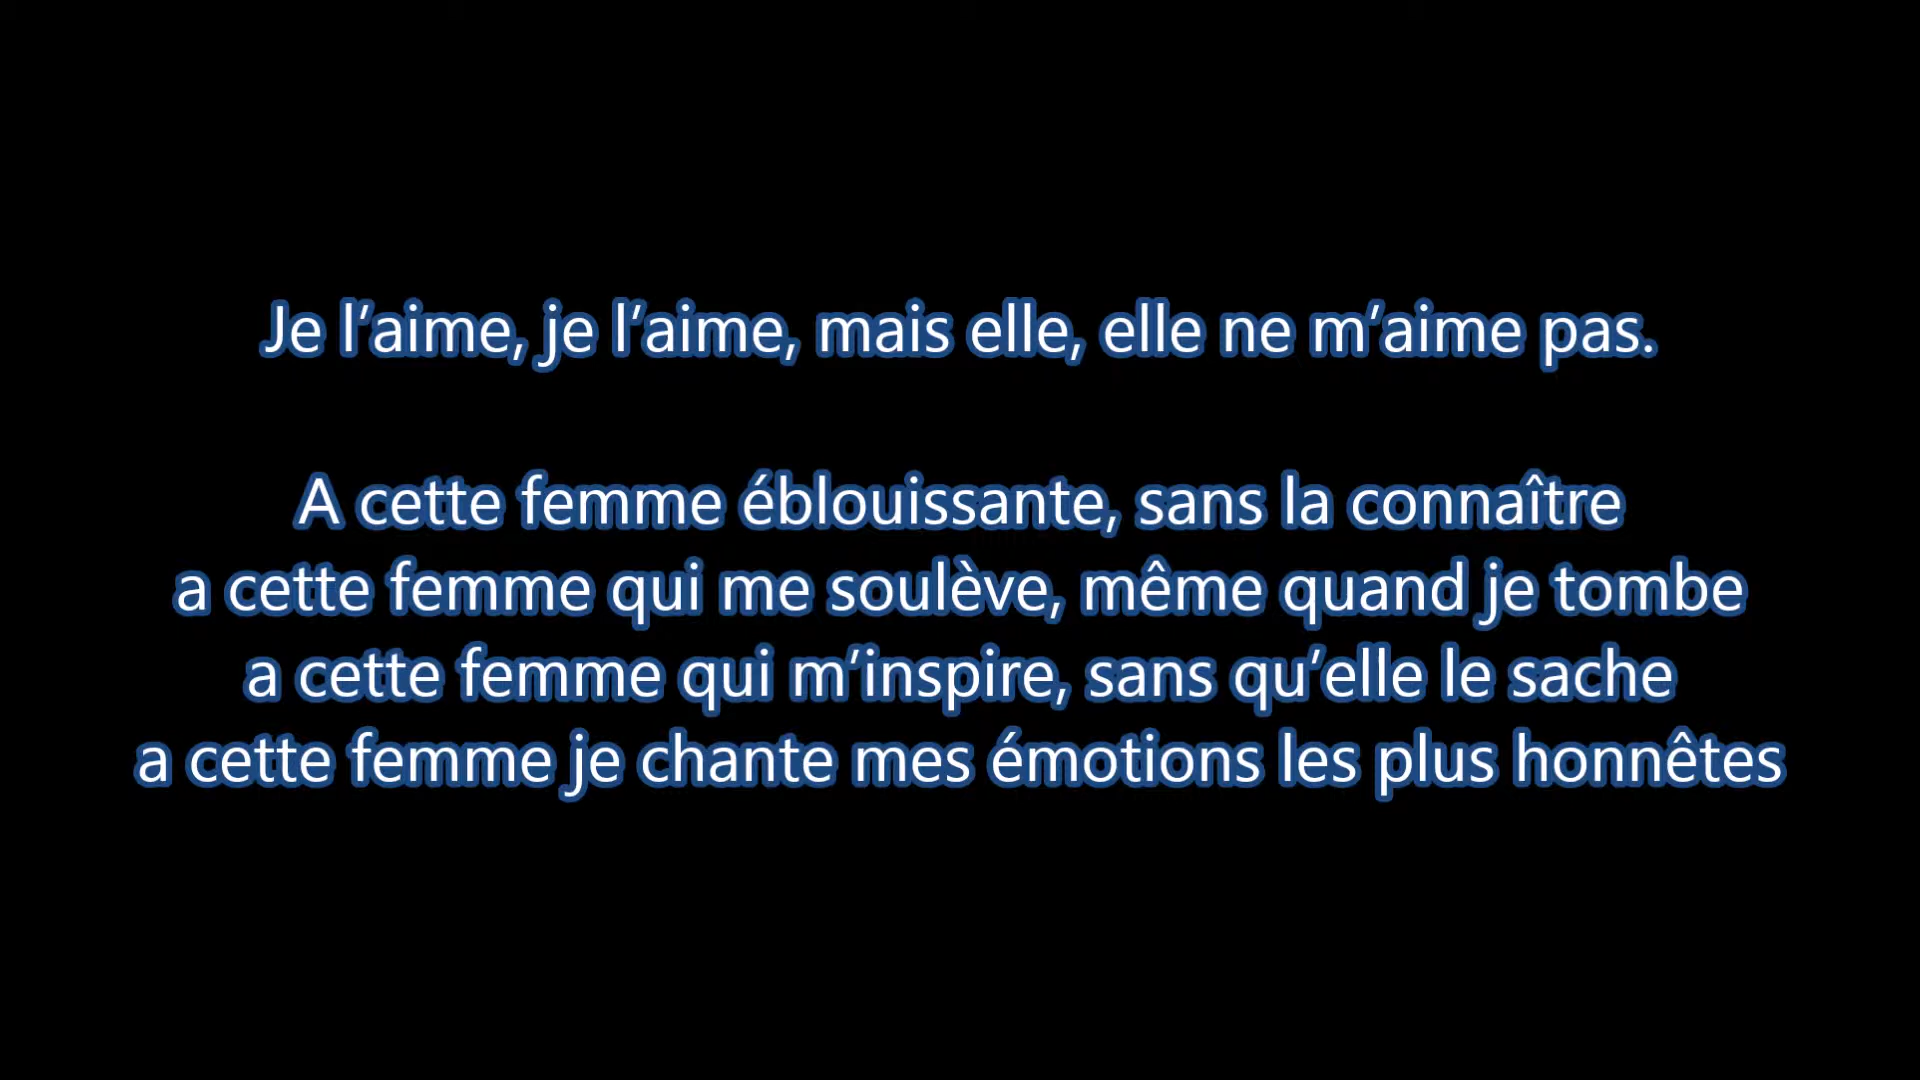 Je l’aime, je l’aime, mais elle, elle ne m’aime pas.
A cette femme éblouissante, sans la connaître
a cette femme qui me soulève, même quand je tombe
a cette femme qui m’inspire, sans qu’elle le sache
a cette femme je chante mes émotions les plus honnêtes